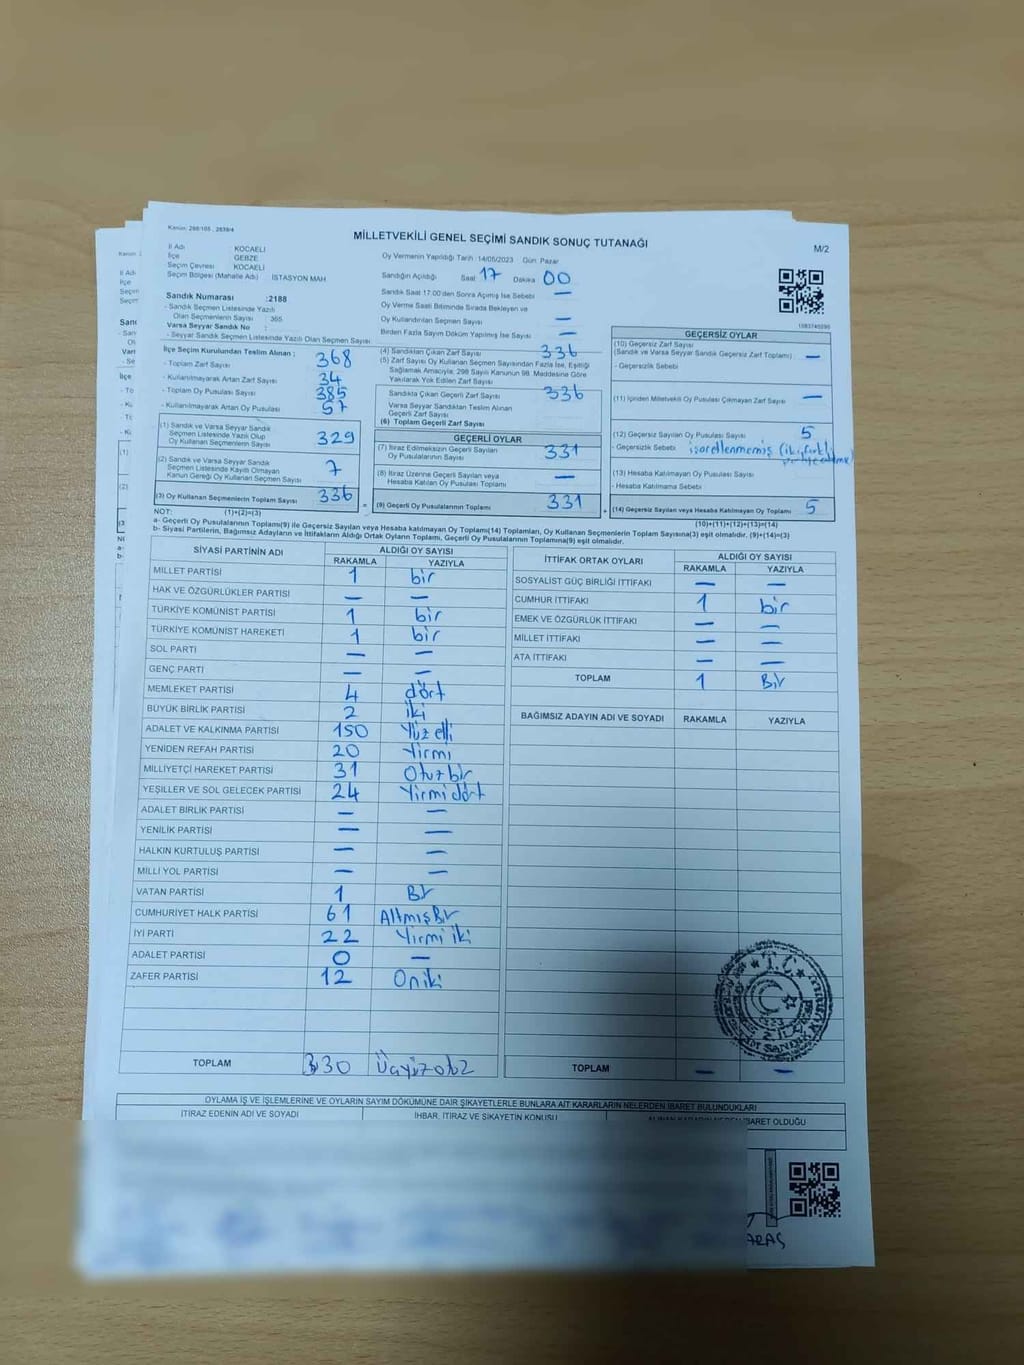 Kanun: 298/105 , 2839/4
MİLLETVEKİLİ GENEL SEÇİMİ SANDIK SONUÇ TUTANAĞI
M/2
İl Adı KOCAELİ
İlçe GEBZE
Seçim Çevresi KOCAELİ
Seçim Bölgesi (Mahalle Adı) İSTASYON MAH
Sandık Numarası :2188
- Sandık Seçmen Listesinde Yazılı
Olan Seçmenlerin Sayısı : 365
Varsa Seyyar Sandık No :
- Seyyar Sandık Seçmen Listesinde Yazılı Olan Seçmen Sayısı
İlçe Seçim Kurulundan Teslim Alınan ;
- Toplam Zarf Sayısı 368
- Kullanılmayarak Artan Zarf Sayısı 34
- Toplam Oy Pusulası Sayısı 385
- Kullanılmayarak Artan Oy Pusulası 57
(1) Sandık ve Varsa Seyyar Sandık
Seçmen Listesinde Yazılı Olup
Oy Kullanan Seçmenlerin Sayısı 329
(2) Sandık ve Varsa Seyyar Sandık
Seçmen Listesinde Kayıtlı Olmayan
Kanun Gereği Oy Kullanan Seçmen Sayısı 7
(3) Oy Kullanan Seçmenlerin Toplam Sayısı 336
Oy Vermenin Yapıldığı Tarih :14/05/2023 Gün: Pazar
Sandığın Açıldığı Saat 17 Dakika 00
Sandık Saat 17:00'den Sonra Açılmış İse Sebebi —
Oy Verme Saati Bitiminde Sırada Bekleyen ve
Oy Kullandırılan Seçmen Sayısı —
Birden Fazla Sayım Döküm Yapılmış İse Sayısı —
(4) Sandıktan Çıkan Zarf Sayısı 336
(5) Zarf Sayısı Oy Kullanan Seçmen Sayısından Fazla İse, Eşitliği
Sağlamak Amacıyla; 298 Sayılı Kanunun 98. Maddesine Göre
Yakılarak Yok Edilen Zarf Sayısı
Sandıkta Çıkan Geçerli Zarf Sayısı 336
Varsa Seyyar Sandıktan Teslim Alınan
Geçerli Zarf Sayısı
(6) Toplam Geçerli Zarf Sayısı
GEÇERLİ OYLAR
(7) İtiraz Edilmeksizin Geçerli Sayılan
Oy Pusulalarının Sayısı 331
(8) İtiraz Üzerine Geçerli Sayılan veya
Hesaba Katılan Oy Pusulası Toplamı —
(9) Geçerli Oy Pusulalarının Toplamı 331
1083745290
GEÇERSİZ OYLAR
(10) Geçersiz Zarf Sayısı
(Sandık ve Varsa Seyyar Sandık Geçersiz Zarf Toplamı) —
- Geçersizlik Sebebi
(11) İçinden Milletvekili Oy Pusulası Çıkmayan Zarf Sayısı —
(12) Geçersiz Sayılan Oy Pusulası Sayısı 5
- Geçersizlik Sebebi işaretlenmemiş
(13) Hesaba Katılmayan Oy Pusulası Sayısı
- Hesaba Katılmama Sebebi
(14) Geçersiz Sayılan veya Hesaba Katılmayan Oy Toplamı 5
NOT: (1)+(2)=(3) (10)+(11)+(12)+(13)=(14)
a- Geçerli Oy Pusulalarının Toplamı(9) ile Geçersiz Sayılan veya Hesaba katılmayan Oy Toplamı(14) Toplamları, Oy Kullanan Seçmenlerin Toplam Sayısına(3) eşit olmalıdır. (9)+(14)=(3)
b- Siyasi Partilerin, Bağımsız Adayların ve İttifakların Aldığı Ortak Oyların Toplamı, Geçerli Oy Pusulalarının Toplamına(9) eşit olmalıdır.
SİYASİ PARTİNİN ADI ALDIĞI OY SAYISI
RAKAMLA YAZIYLA
MİLLET PARTİSİ 1 bir
HAK VE ÖZGÜRLÜKLER PARTİSİ — —
TÜRKİYE KOMÜNİST PARTİSİ 1 bir
TÜRKİYE KOMÜNİST HAREKETİ 1 bir
SOL PARTİ — —
GENÇ PARTİ — —
MEMLEKET PARTİSİ 4 dört
BÜYÜK BİRLİK PARTİSİ 2 iki
ADALET VE KALKINMA PARTİSİ 150 Yüz elli
YENİDEN REFAH PARTİSİ 20 Yirmi
MİLLİYETÇİ HAREKET PARTİSİ 31 Otuz bir
YEŞİLLER VE SOL GELECEK PARTİSİ 24 Yirmi dört
ADALET BİRLİK PARTİSİ — —
YENİLİK PARTİSİ — —
HALKIN KURTULUŞ PARTİSİ — —
MİLLİ YOL PARTİSİ — —
VATAN PARTİSİ 1 Bir
CUMHURİYET HALK PARTİSİ 61 Altmış Bir
İYİ PARTİ 22 Yirmi iki
ADALET PARTİSİ 0 —
ZAFER PARTİSİ 12 Oniki
TOPLAM 330
İTTİFAK ORTAK OYLARI ALDIĞI OY SAYISI
RAKAMLA YAZIYLA
SOSYALİST GÜÇ BİRLİĞİ İTTİFAKI — —
CUMHUR İTTİFAKI 1 bir
EMEK VE ÖZGÜRLÜK İTTİFAKI — —
MİLLET İTTİFAKI — —
ATA İTTİFAKI — —
TOPLAM 1 Bir
BAĞIMSIZ ADAYIN ADI VE SOYADI RAKAMLA YAZIYLA
T.C.
TOPLAM — —
OYLAMA İŞ VE İŞLEMLERİNE VE OYLARIN SAYIM DÖKÜMÜNE DAİR ŞİKAYETLERLE BUNLARA AİT KARARLARIN NELERDEN İBARET BULUNDUKLARI
İTİRAZ EDENİN ADI VE SOYADI İHBAR, İTİRAZ VE ŞİKAYETİN KONUSU İBARET OLDUĞU
ARAS